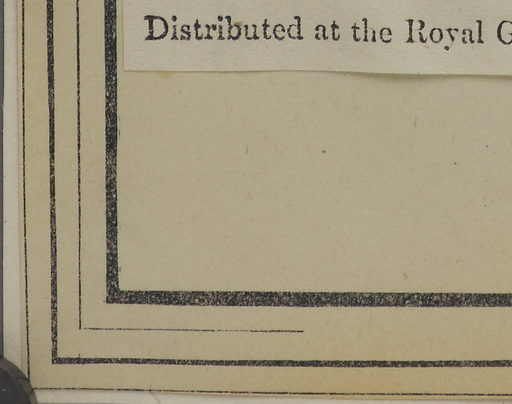 Distributed at the Royal G